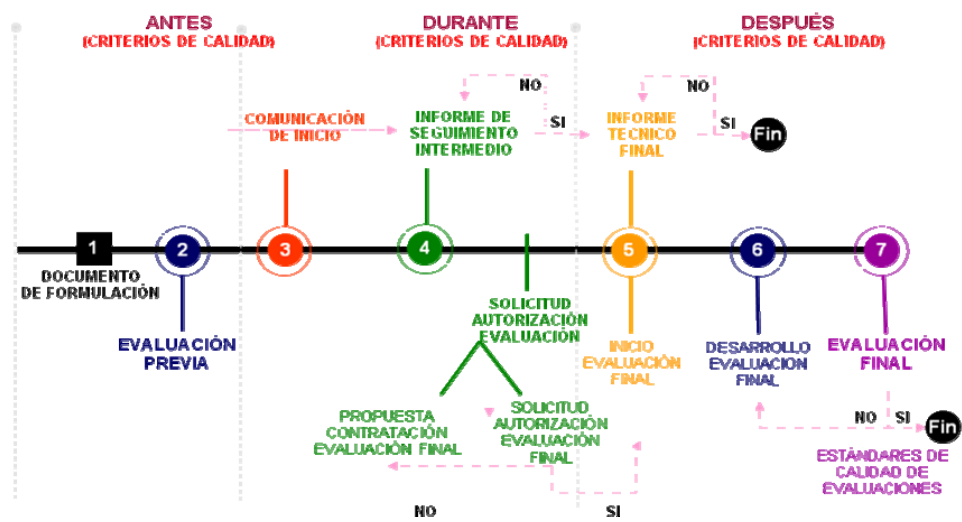 ANTES
(CRITERIOS DE CALIDAD)
DURANTE
(CRITERIOS DE CALIDAD)
DESPUÉS
(CRITERIOS DE CALIDAD)
NO
SI
NO
SI
Fin
COMUNICACIÓN
DE INICIO
INFORME DE
SEGUIMIENTO
INTERMEDIO
INFORME
TECNICO
FINAL
1
2
3
4
5
6
7
DOCUMENTO
DE FORMULACIÓN
EVALUACIÓN
PREVIA
SOLICITUD
AUTORIZACIÓN
EVALUACIÓN
PROPUESTA
CONTRATACIÓN
EVALUACIÓN FINAL
SOLICITUD
AUTORIZACIÓN
EVALUACIÓN
FINAL
NO
SI
INICIO
EVALUACIÓN
FINAL
DESARROLLO
EVALUACION
FINAL
EVALUACIÓN
FINAL
NO
SI
Fin
ESTÁNDARES DE
CALIDAD DE
EVALUACIONES